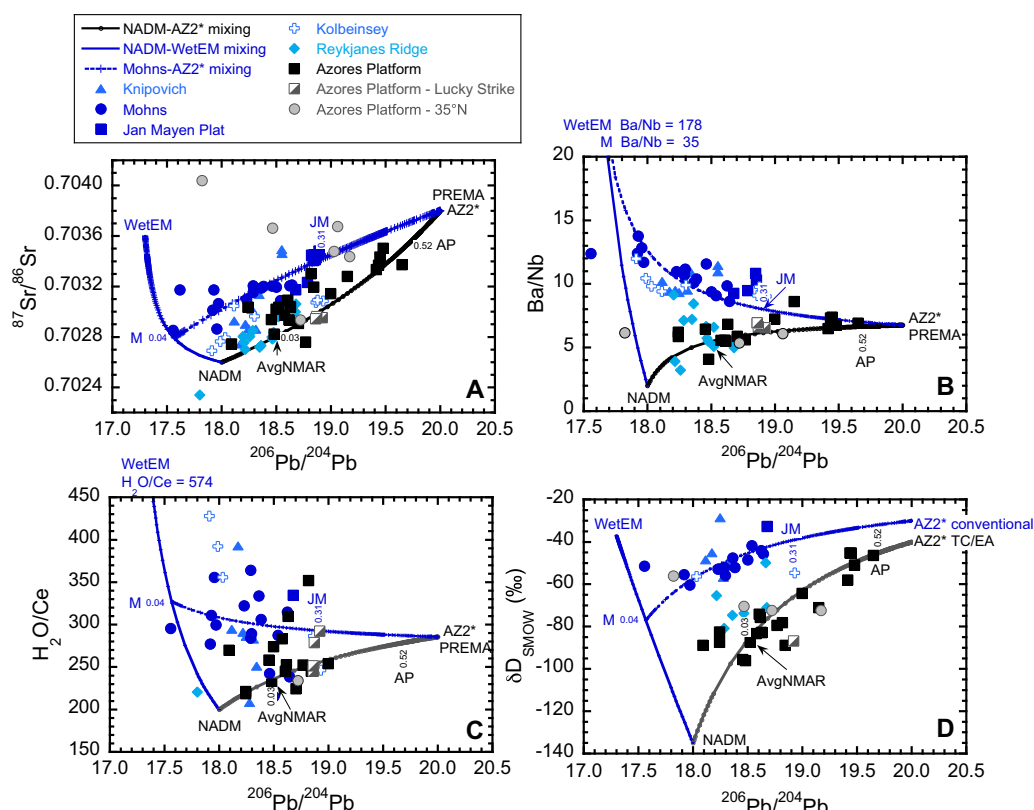 NADM-AZ2* mixing
NADM-WetEM mixing
Mohns-AZ2* mixing
Knipovich
Mohns
Jan Mayen Plat
Kolbeinsey
Reykjanes Ridge
Azores Platform
Azores Platform - Lucky Strike
Azores Platform - 35°N
87Sr/86Sr
0.7040
0.7036
0.7032
0.7028
0.7024
WetEM
PREMA
AZ2*
JM
0.31
0.52 AP
M 0.04
0.03
NADM
AvgNMAR
A
17.0 17.5 18.0 18.5 19.0 19.5 20.0 20.5
206Pb/204Pb
WetEM Ba/Nb = 178
M Ba/Nb = 35
Ba/Nb
20
15
10
5
0
0.31
JM
AZ2*
PREMA
0.52
AP
NADM
AvgNMAR
B
17.5 18.0 18.5 19.0 19.5 20.0 20.5
206Pb/204Pb
WetEM
H2O/Ce = 574
H2O/Ce
450
400
350
300
250
200
150
M 0.04
JM
0.31
AZ2*
PREMA
0.52
AP
0.03
NADM
AvgNMAR
C
17.0 17.5 18.0 18.5 19.0 19.5 20.0 20.5
206Pb/204Pb
δDSMOW (‰)
-20
-40
-60
-80
-100
-120
-140
WetEM
JM
0.31
AZ2* conventional
AZ2* TC/EA
0.52
AP
M 0.04
0.03
AvgNMAR
NADM
D
17.0 17.5 18.0 18.5 19.0 19.5 20.0 20.5
206Pb/204Pb